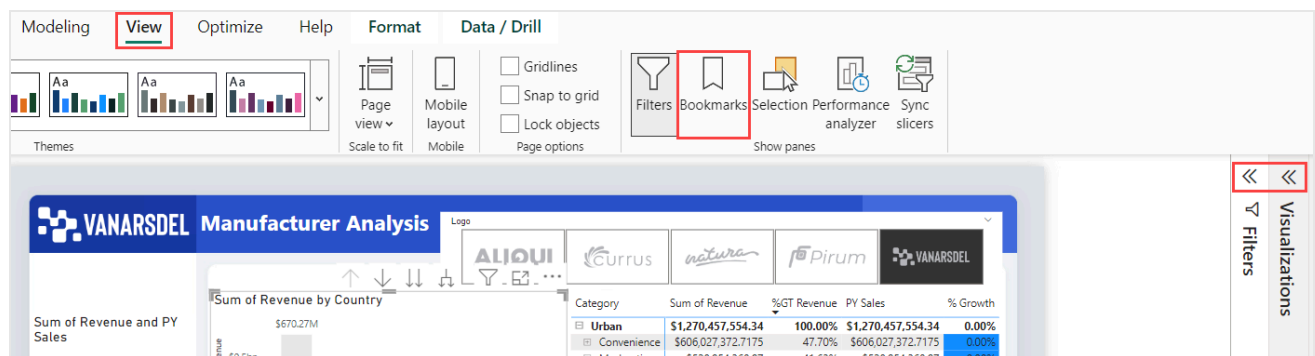 Modeling View Optimize Help Format Data / Drill
Aa Aa Aa
Page view
Mobile layout
Gridlines
Snap to grid
Lock objects
Filters Bookmarks Selection Performance analyzer Sync slicers
Themes Scale to fit Mobile Page options Show panes
Filters
Visualizations
VANARSDEL Manufacturer Analysis
Logo
ALIQUI Currus natura Pirum VANARSDEL
Sum of Revenue by Country
$670.27M
Sum of Revenue and PY
Sales
Category Sum of Revenue %GT Revenue PY Sales % Growth
Urban $1,270,457,554.34 100.00% $1,270,457,554.34 0.00%
Convenience $606,027,372.7175 47.70% $606,027,372.7175 0.00%